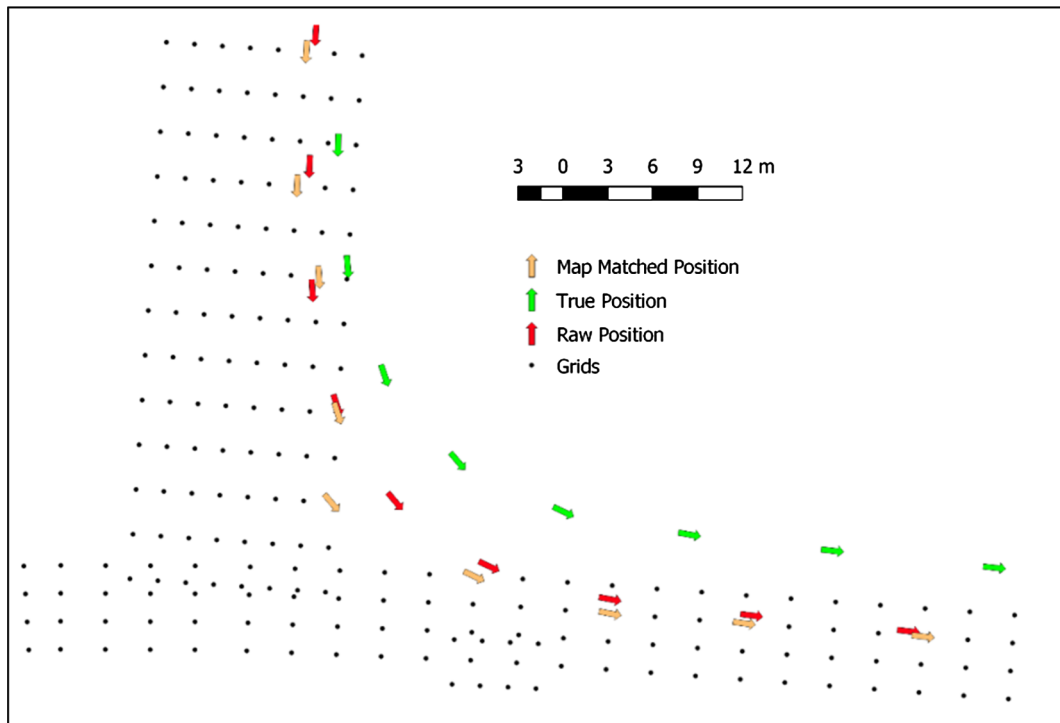 3 0 3 6 9 12 m
Map Matched Position
True Position
Raw Position
Grids